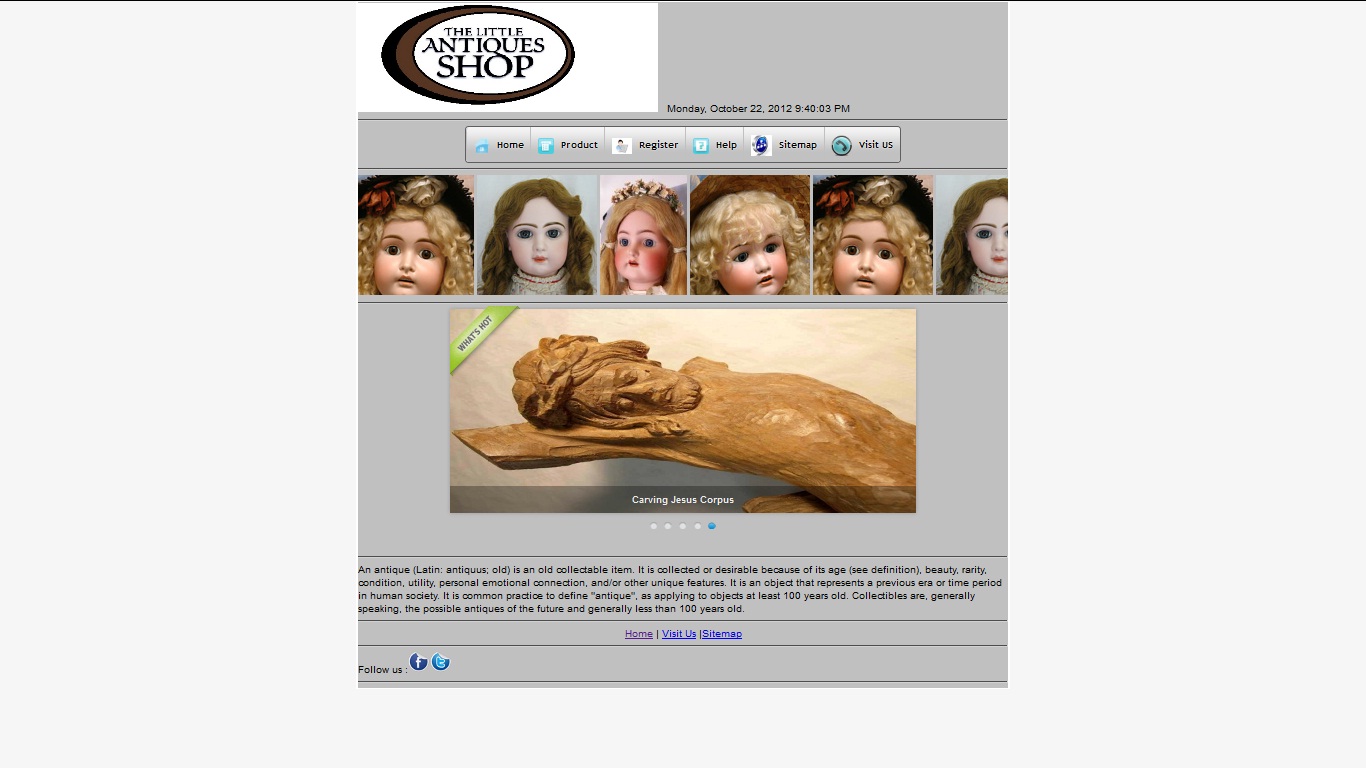 THE LITTLE
ANTIQUES
SHOP
Monday, October 22, 2012 9:40:03 PM
Home Product Register Help Sitemap Visit US
WHAT'S HOT
Carving Jesus Corpus
An antique (Latin: antiquus; old) is an old collectable item. It is collected or desirable because of its age (see definition), beauty, rarity,
condition, utility, personal emotional connection, and/or other unique features. It is an object that represents a previous era or time period
in human society. It is common practice to define "antique", as applying to objects at least 100 years old. Collectibles are, generally
speaking, the possible antiques of the future and generally less than 100 years old.
Home | Visit Us |Sitemap
Follow us :